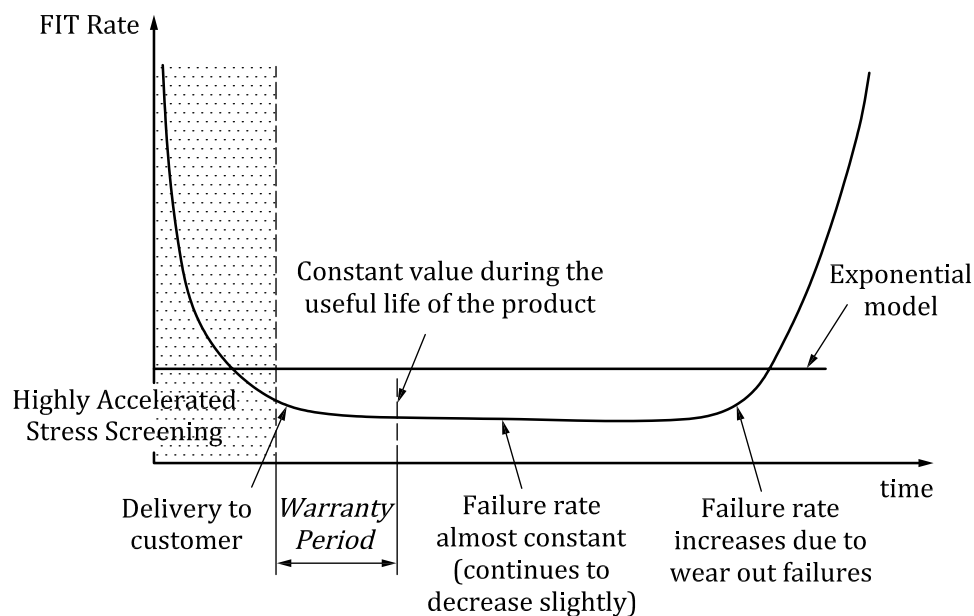 FIT Rate
Constant value during the
useful life of the product
Exponential
model
Highly Accelerated
Stress Screening
time
Delivery to
customer
Warranty
Period
Failure rate
almost constant
(continues to
decrease slightly)
Failure rate
increases due to
wear out failures